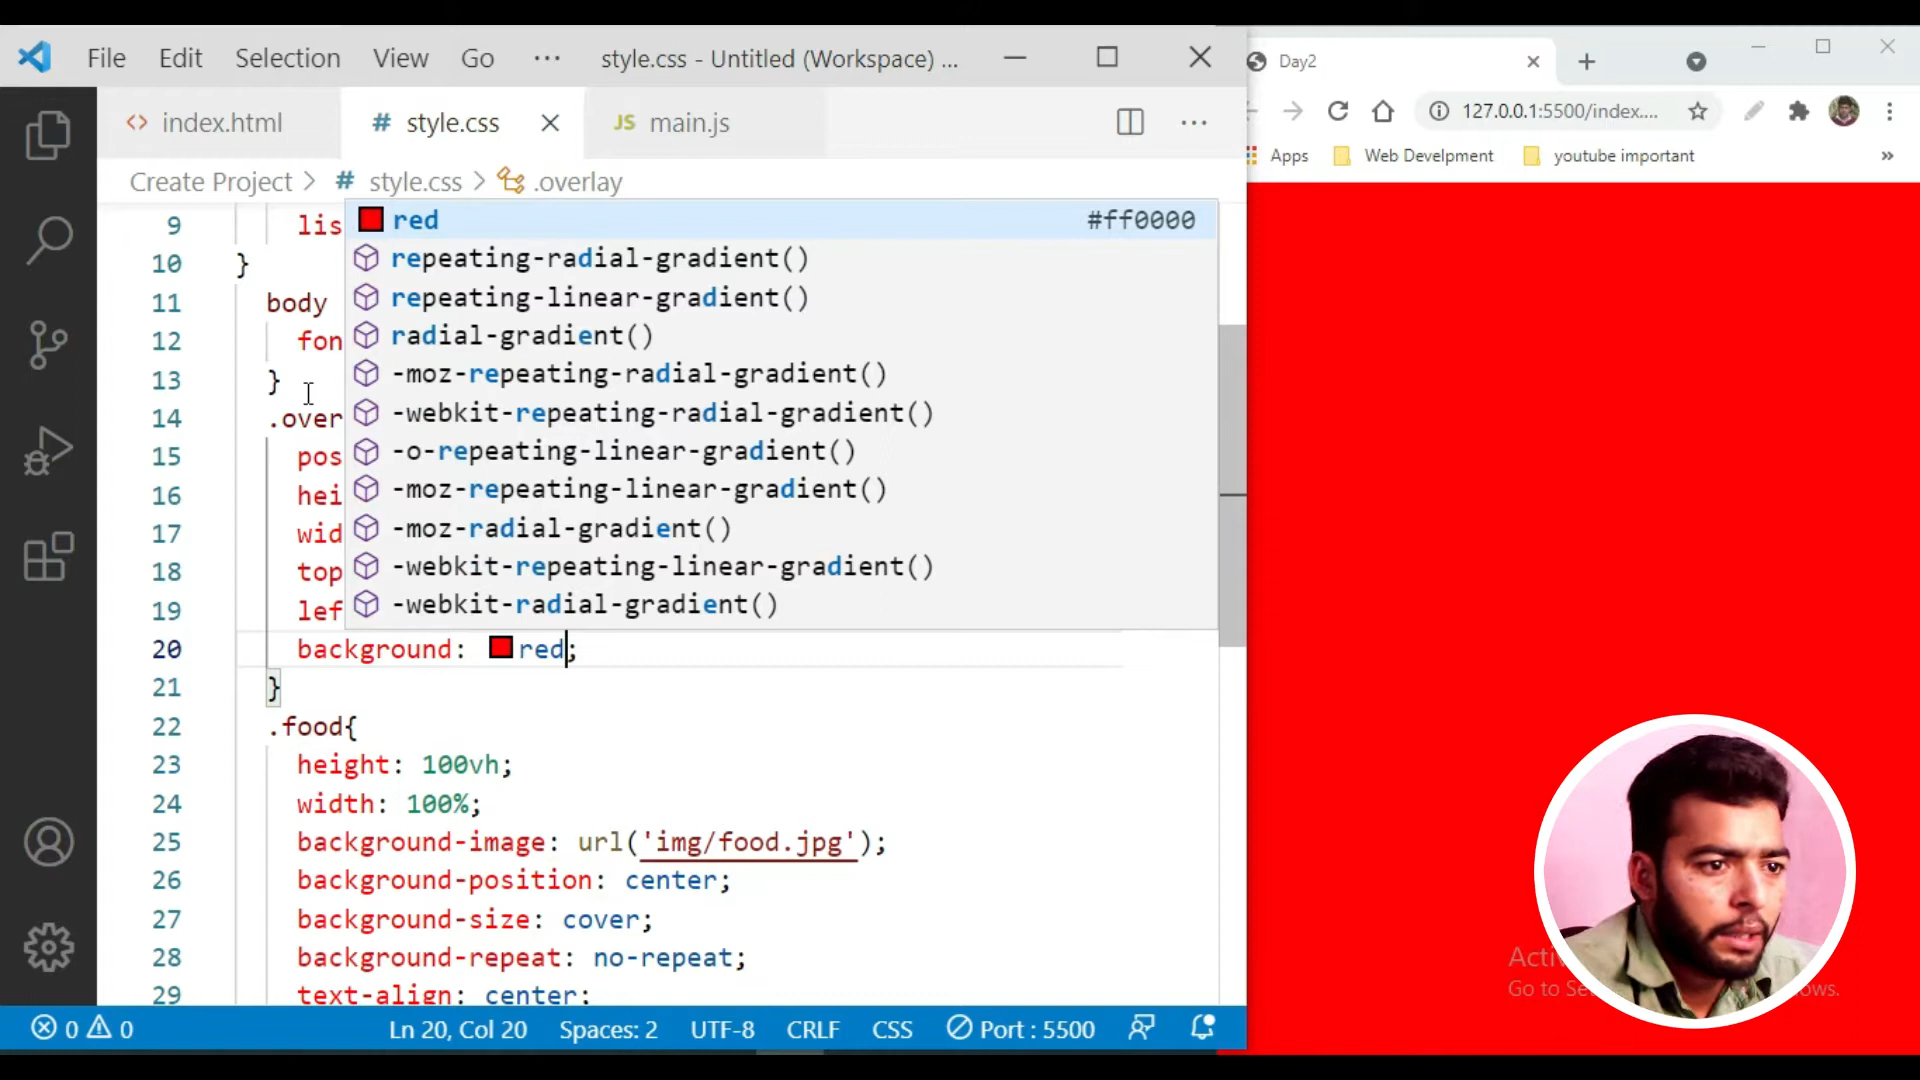 File Edit Selection View Go ··· style.css - Untitled (Workspace) ...
index.html # style.css JS main.js
Create Project > # style.css > .overlay
9 lis
10 }
11 body
12 fon
13 }
14 .over
15 pos
16 hei
17 wid
18 top
19 lef
red #ff0000
repeating-radial-gradient()
repeating-linear-gradient()
radial-gradient()
-moz-repeating-radial-gradient()
-webkit-repeating-radial-gradient()
-o-repeating-linear-gradient()
-moz-repeating-linear-gradient()
-moz-radial-gradient()
-webkit-repeating-linear-gradient()
-webkit-radial-gradient()
20 background: red;
21 }
22 .food{
23 height: 100vh;
24 width: 100%;
25 background-image: url('img/food.jpg');
26 background-position: center;
27 background-size: cover;
28 background-repeat: no-repeat;
29 text-align: center;
0 0 Ln 20, Col 20 Spaces: 2 UTF-8 CRLF CSS Port : 5500
Day2
127.0.0.1:5500/index....
Apps Web Develpment youtube important »
Go to